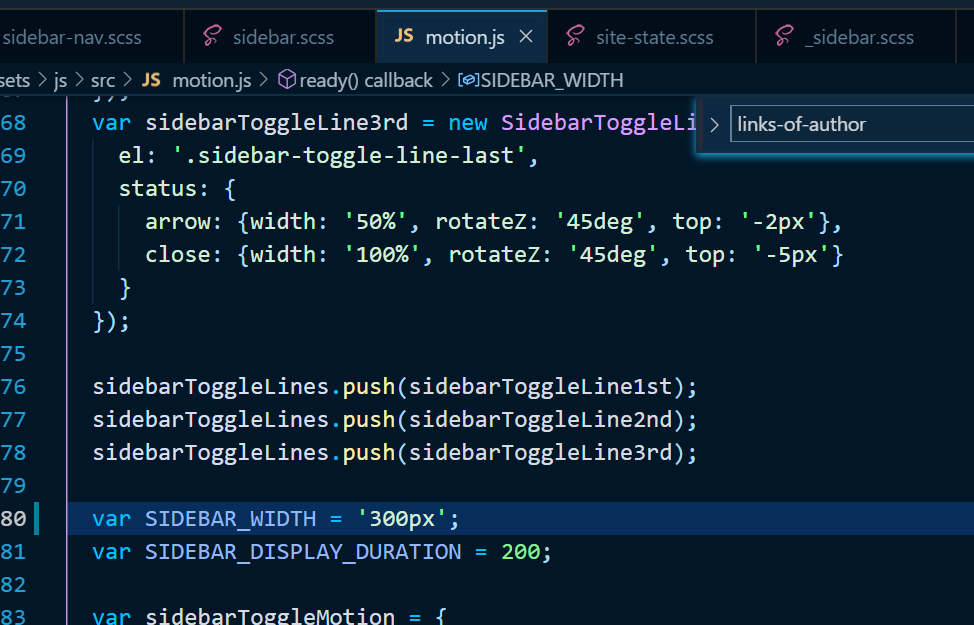 sidebar-nav.scss sidebar.scss JS motion.js × site-state.scss _sidebar.scss
sets > js > src > JS motion.js > ready() callback > SIDEBAR_WIDTH
links-of-author
68 var sidebarToggleLine3rd = new SidebarToggleLi
69 el: '.sidebar-toggle-line-last',
70 status: {
71 arrow: {width: '50%', rotateZ: '45deg', top: '-2px'},
72 close: {width: '100%', rotateZ: '45deg', top: '-5px'}
73 }
74 });
75
76 sidebarToggleLines.push(sidebarToggleLine1st);
77 sidebarToggleLines.push(sidebarToggleLine2nd);
78 sidebarToggleLines.push(sidebarToggleLine3rd);
79
80 var SIDEBAR_WIDTH = '300px';
81 var SIDEBAR_DISPLAY_DURATION = 200;
82
83 var sidebarToggleMotion = {